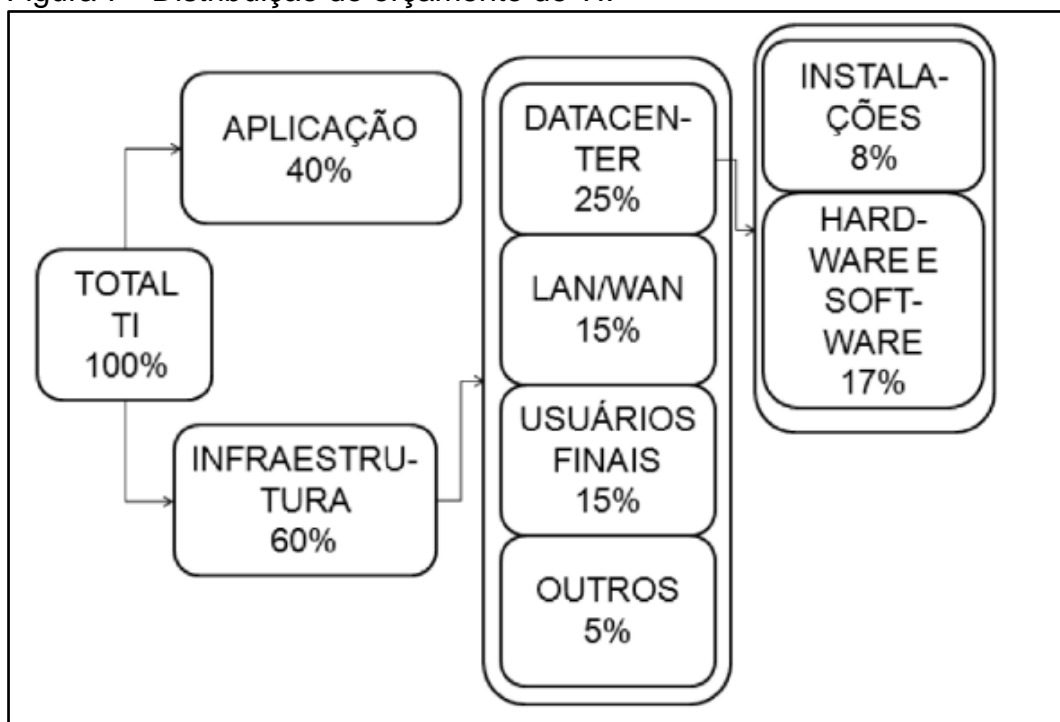 TOTAL
TI
100%
APLICAÇÃO
40%
INFRAESTRU-
TURA
60%
DATACEN-
TER
25%
LAN/WAN
15%
USUÁRIOS
FINAIS
15%
OUTROS
5%
INSTALA-
ÇÕES
8%
HARD-
WARE E
SOFT-
WARE
17%